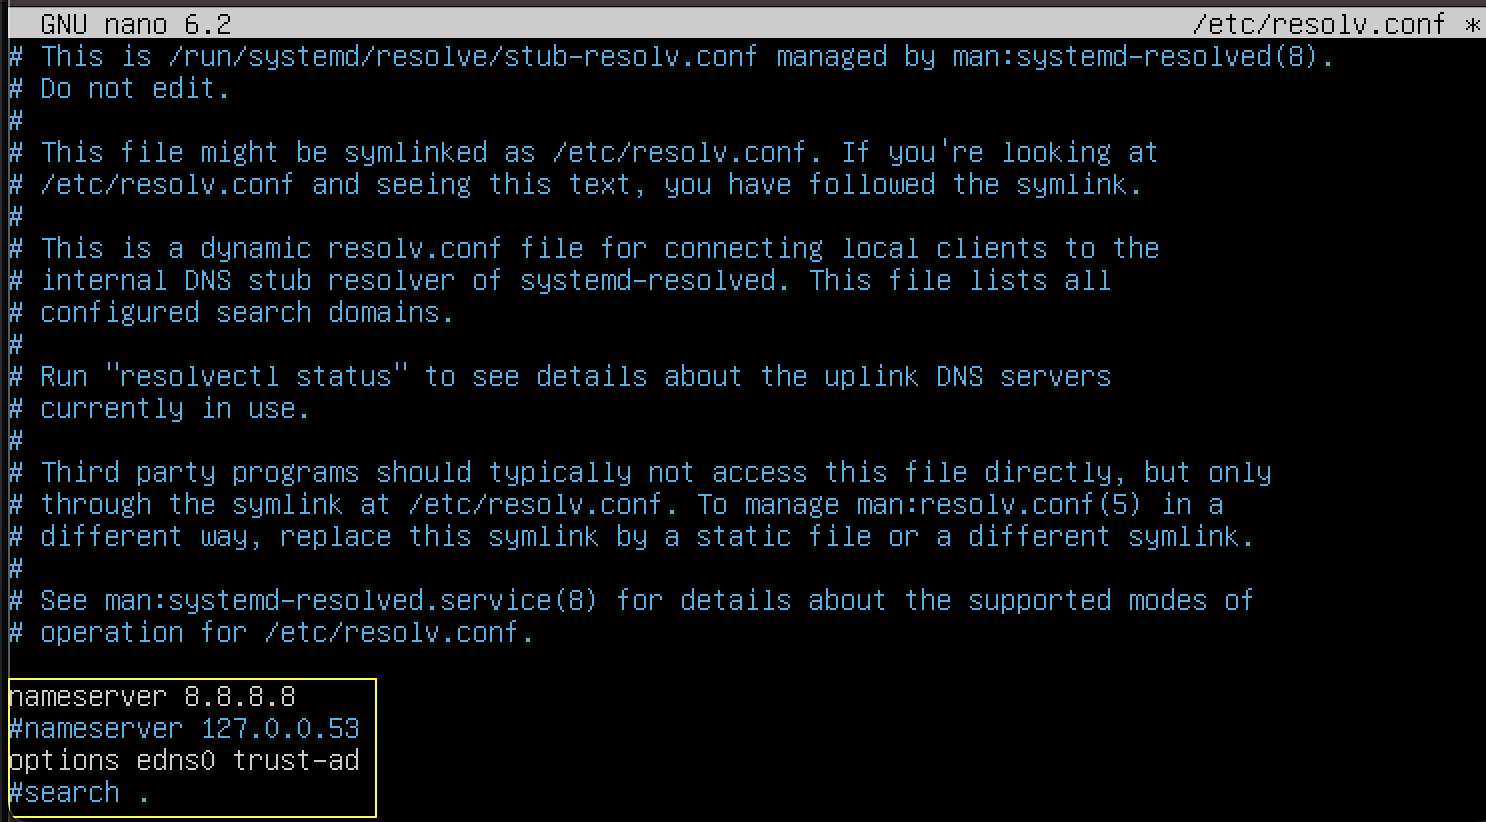 GNU nano 6.2 /etc/resolv.conf *
# This is /run/systemd/resolve/stub-resolv.conf managed by man:systemd-resolved(8).
# Do not edit.
#
# This file might be symlinked as /etc/resolv.conf. If you're looking at
# /etc/resolv.conf and seeing this text, you have followed the symlink.
#
# This is a dynamic resolv.conf file for connecting local clients to the
# internal DNS stub resolver of systemd-resolved. This file lists all
# configured search domains.
#
# Run "resolvectl status" to see details about the uplink DNS servers
# currently in use.
#
# Third party programs should typically not access this file directly, but only
# through the symlink at /etc/resolv.conf. To manage man:resolv.conf(5) in a
# different way, replace this symlink by a static file or a different symlink.
#
# See man:systemd-resolved.service(8) for details about the supported modes of
# operation for /etc/resolv.conf.
nameserver 8.8.8.8
#nameserver 127.0.0.53
options edns0 trust-ad
#search .